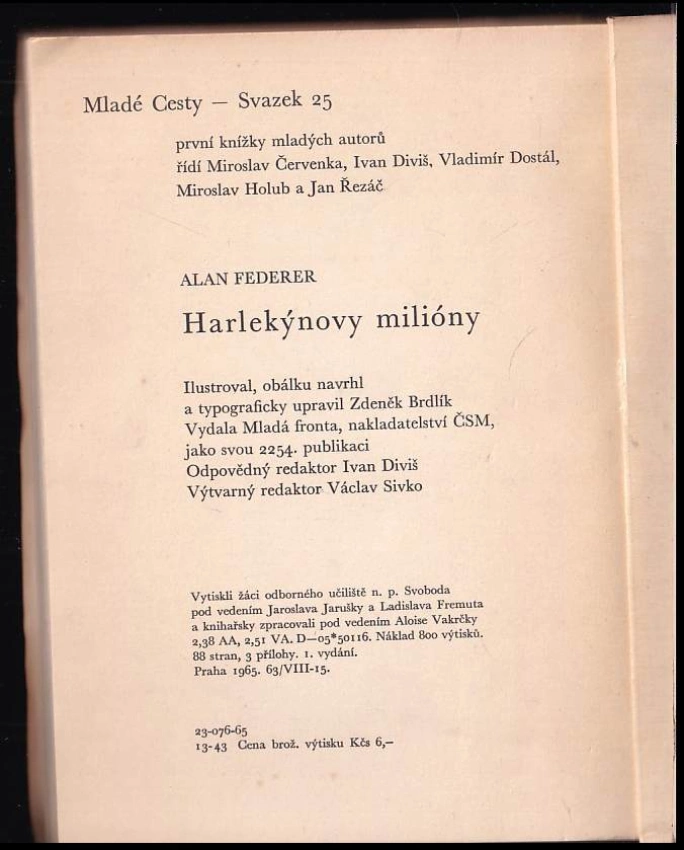 Mladé Cesty — Svazek 25
první knížky mladých autorů
řídí Miroslav Červenka, Ivan Diviš, Vladimír Dostál,
Miroslav Holub a Jan Řezáč
ALAN FEDERER
Harlekýnovy milióny
Ilustroval, obálku navrhl
a typograficky upravil Zdeněk Brdlík
Vydala Mladá fronta, nakladatelství ČSM,
jako svou 2254. publikaci
Odpovědný redaktor Ivan Diviš
Výtvarný redaktor Václav Sivko
Vytiskli žáci odborného učiliště n. p. Svoboda
pod vedením Jaroslava Jarušky a Ladislava Fremuta
a knihařsky zpracovali pod vedením Aloise Vakrčky
2,38 AA, 2,51 VA. D—05*50116. Náklad 800 výtisků.
88 stran, 3 přílohy. 1. vydání.
Praha 1965. 63/VIII-15.
23-076-65
13-43 Cena brož. výtisku Kčs 6,–